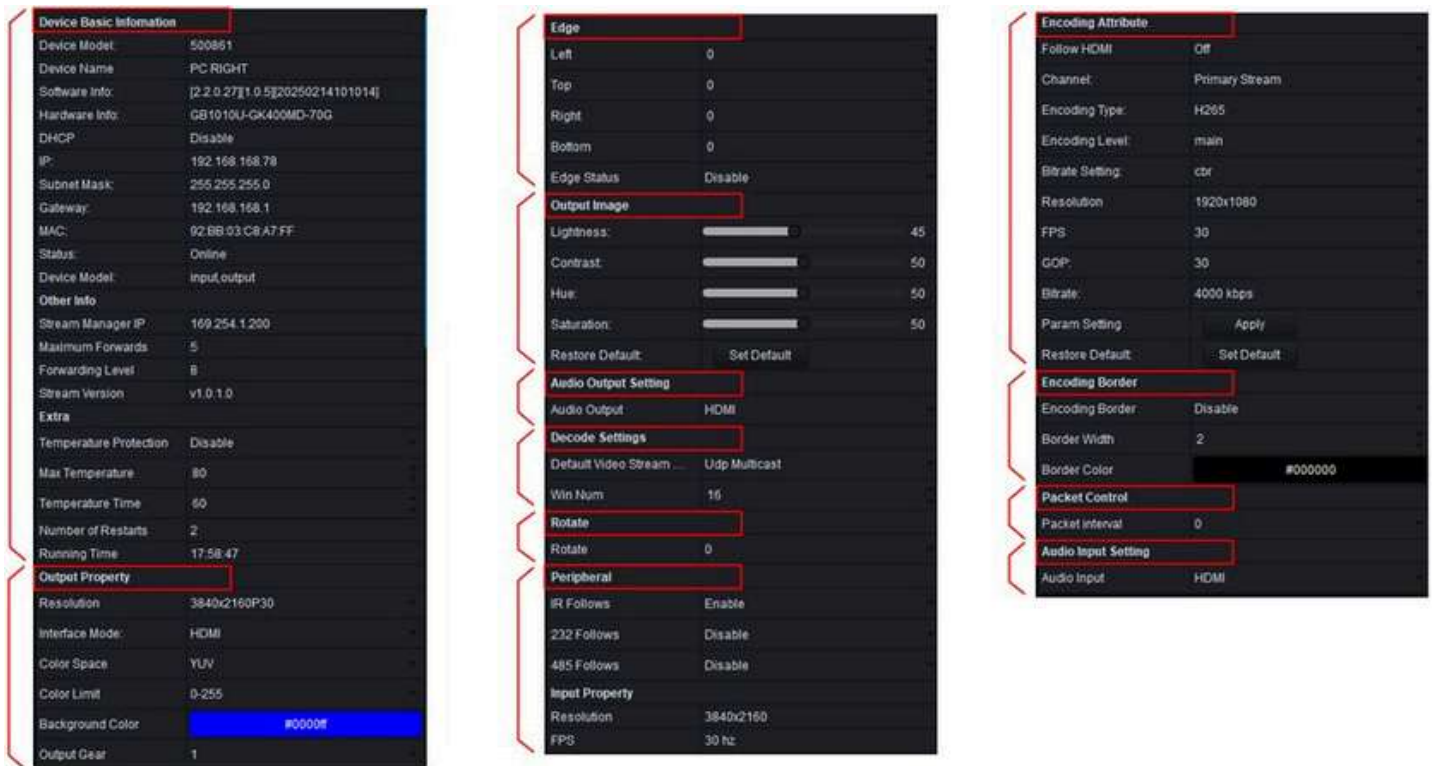 Device Basic Infomation
Device Model: 500861
Device Name PC RIGHT
Software Info: [2.2.0.27][1.0.5][20250214101014]
Hardware Info: GB1010U-GK400MD-70G
DHCP Disable
IP: 192.168.168.78
Subnet Mask: 255.255.255.0
Gateway: 192.168.168.1
MAC: 92:BB:03:C8:A7:FF
Status: Online
Device Model: input,output
Other Info
Stream Manager IP 169.254.1.200
Maximum Forwards 5
Forwarding Level
Stream Version v1.0.1.0
Extra
Temperature Protection Disable
Max Temperature 80
Temperature Time 60
Number of Restarts 2
Running Time 17:58:47
Output Property
Resolution 3840x2160P30
Interface Mode: HDMI
Color Space YUV
Color Limit 0-255
Background Color #0000ff
Output Gear 1
Edge
Left 0
Top 0
Right 0
Bottom 0
Edge Status Disable
Output Image
Lightness: 45
Contrast: 50
Hue: 50
Saturation: 50
Restore Default: Set Default
Audio Output Setting
Audio Output HDMI
Decode Settings
Default Video Stream ... Udp Multicast
Win Num 16
Rotate
Rotate 0
Peripheral
IR Follows Enable
232 Follows Disable
485 Follows Disable
Input Property
Resolution 3840x2160
FPS 30 hz
Encoding Attribute
Follow HDMI Off
Channel: Primary Stream
Encoding Type: H265
Encoding Level: main
Bitrate Setting: cbr
Resolution 1920x1080
FPS 30
GOP: 30
Bitrate: 4000 kbps
Param Setting Apply
Restore Default: Set Default
Encoding Border
Encoding Border Disable
Border Width 2
Border Color #000000
Packet Control
Packet interval 0
Audio Input Setting
Audio Input HDMI